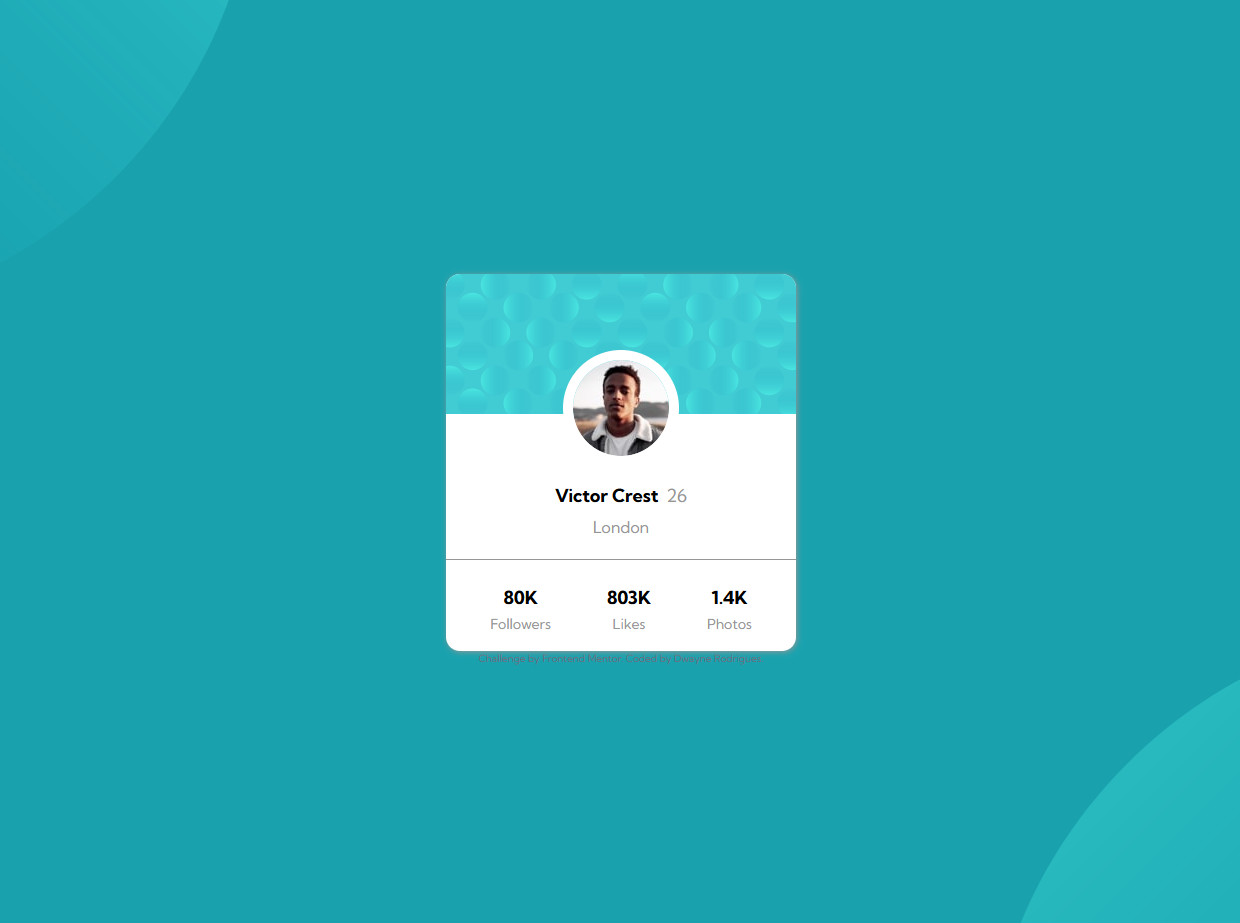 Victor Crest 26
London
80K 803K 1.4K
Followers Likes Photos
Challenge by Frontend Mentor. Coded by Dwayne Rodrigues.